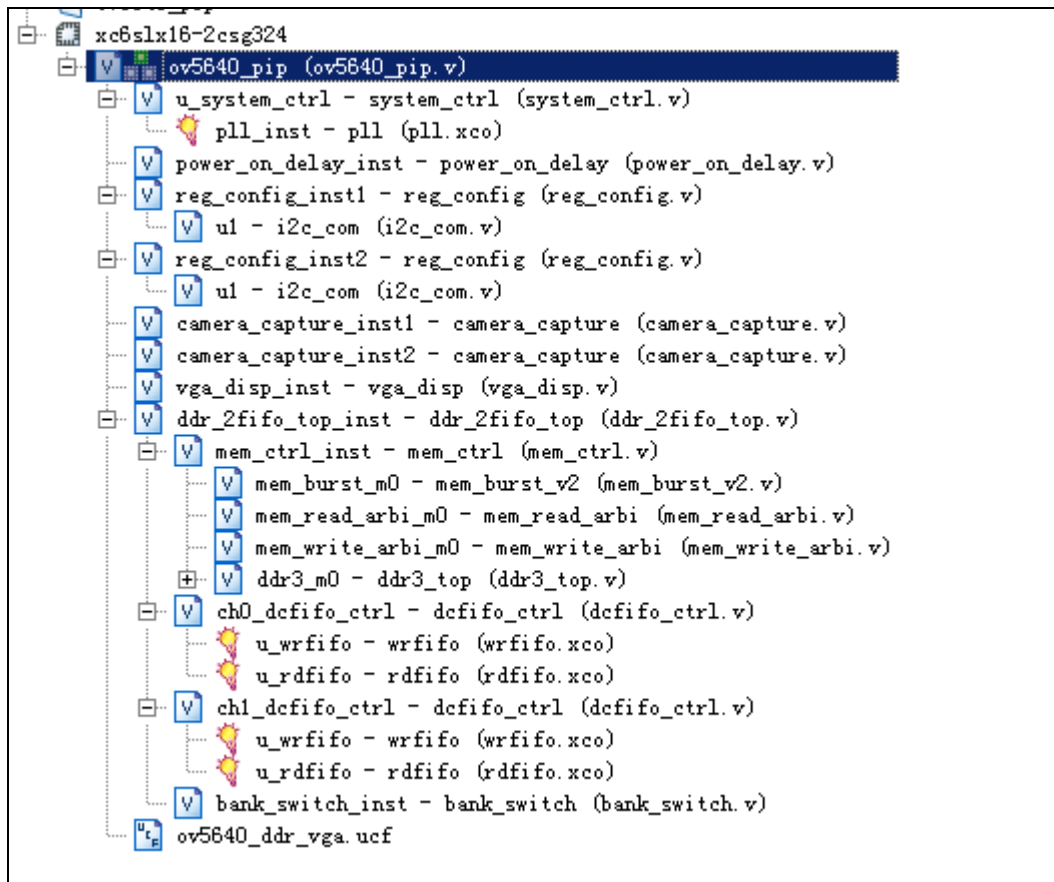 xc6slx16-2csg324
ov5640_pip (ov5640_pip.v)
u_system_ctrl - system_ctrl (system_ctrl.v)
pll_inst - pll (pll.xco)
power_on_delay_inst - power_on_delay (power_on_delay.v)
reg_config_inst1 - reg_config (reg_config.v)
u1 - i2c_com (i2c_com.v)
reg_config_inst2 - reg_config (reg_config.v)
u1 - i2c_com (i2c_com.v)
camera_capture_inst1 - camera_capture (camera_capture.v)
camera_capture_inst2 - camera_capture (camera_capture.v)
vga_disp_inst - vga_disp (vga_disp.v)
ddr_2fifo_top_inst - ddr_2fifo_top (ddr_2fifo_top.v)
mem_ctrl_inst - mem_ctrl (mem_ctrl.v)
mem_burst_m0 - mem_burst_v2 (mem_burst_v2.v)
mem_read_arbi_m0 - mem_read_arbi (mem_read_arbi.v)
mem_write_arbi_m0 - mem_write_arbi (mem_write_arbi.v)
ddr3_m0 - ddr3_top (ddr3_top.v)
ch0_dcfifo_ctrl - dcfifo_ctrl (dcfifo_ctrl.v)
u_wrfifo - wrfifo (wrfifo.xco)
u_rdfifo - rdfifo (rdfifo.xco)
ch1_dcfifo_ctrl - dcfifo_ctrl (dcfifo_ctrl.v)
u_wrfifo - wrfifo (wrfifo.xco)
u_rdfifo - rdfifo (rdfifo.xco)
bank_switch_inst - bank_switch (bank_switch.v)
ov5640_ddr_vga.ucf